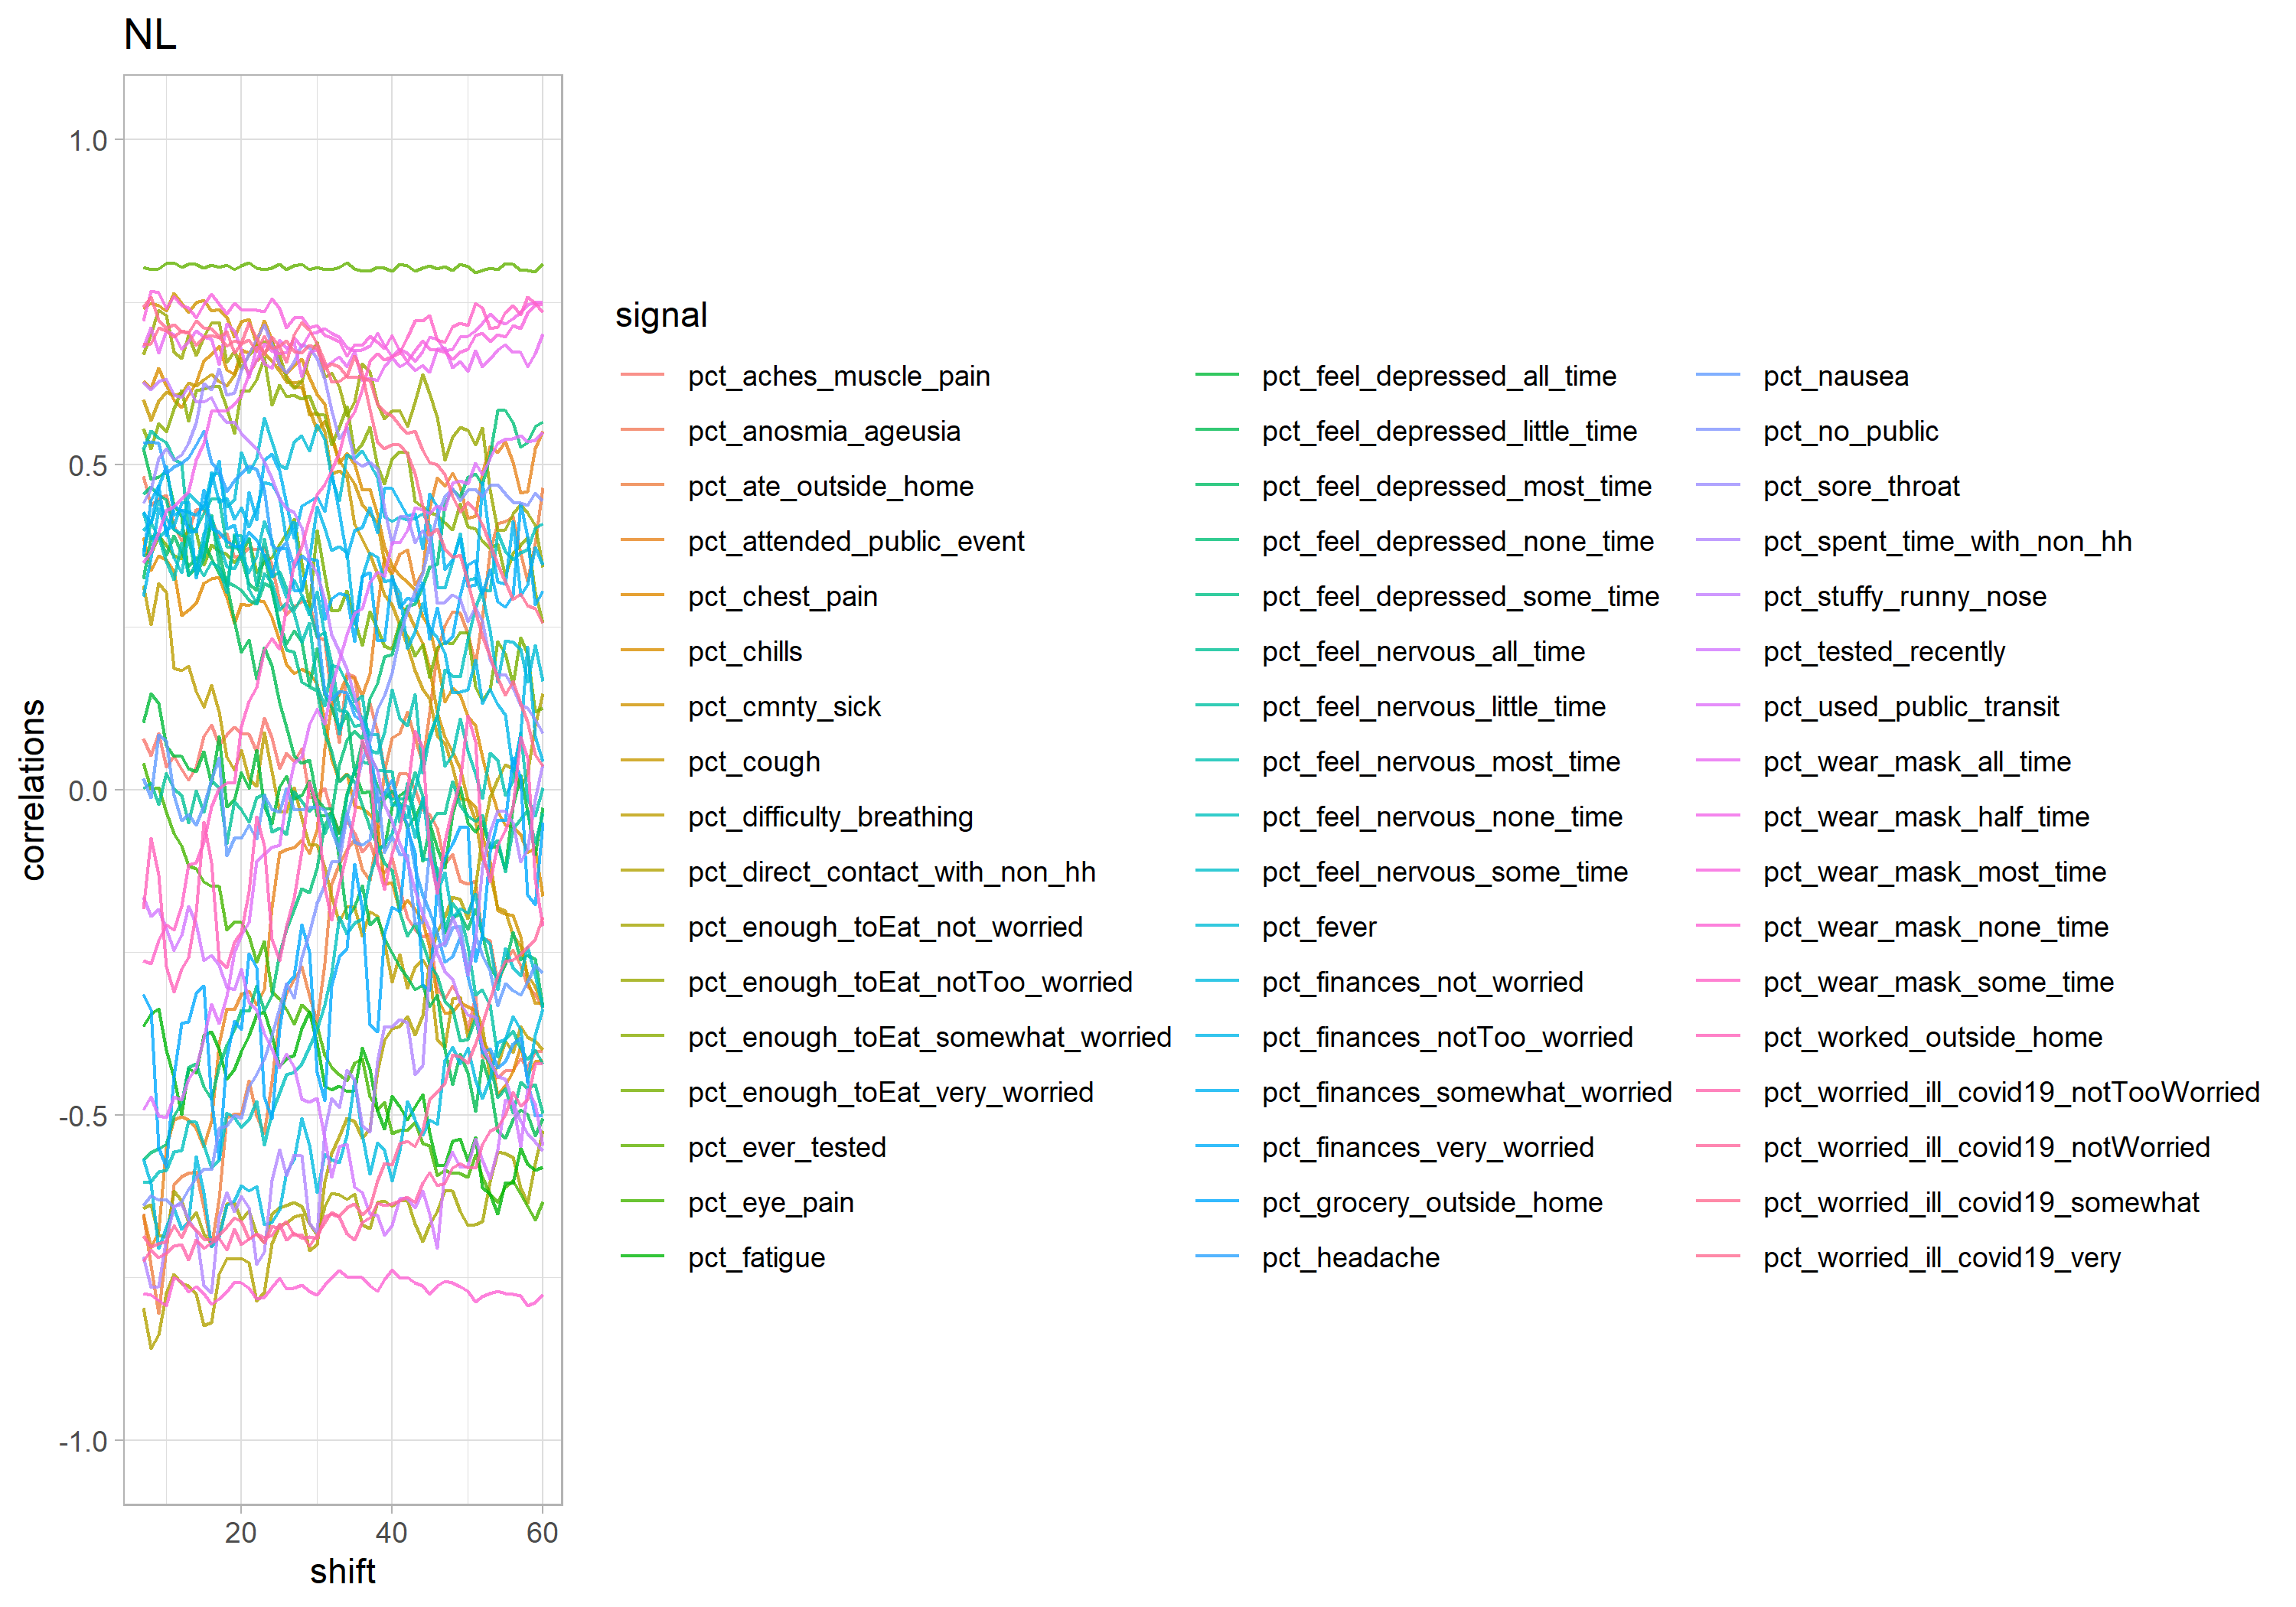 NL
1.0
0.5
0.0
-0.5
-1.0
correlations
20 40 60
shift
signal
pct_aches_muscle_pain
pct_anosmia_ageusia
pct_ate_outside_home
pct_attended_public_event
pct_chest_pain
pct_chills
pct_cmnty_sick
pct_cough
pct_difficulty_breathing
pct_direct_contact_with_non_hh
pct_enough_toEat_not_worried
pct_enough_toEat_notToo_worried
pct_enough_toEat_somewhat_worried
pct_enough_toEat_very_worried
pct_ever_tested
pct_eye_pain
pct_fatigue
pct_feel_depressed_all_time
pct_feel_depressed_little_time
pct_feel_depressed_most_time
pct_feel_depressed_none_time
pct_feel_depressed_some_time
pct_feel_nervous_all_time
pct_feel_nervous_little_time
pct_feel_nervous_most_time
pct_feel_nervous_none_time
pct_feel_nervous_some_time
pct_fever
pct_finances_not_worried
pct_finances_notToo_worried
pct_finances_somewhat_worried
pct_finances_very_worried
pct_grocery_outside_home
pct_headache
pct_nausea
pct_no_public
pct_sore_throat
pct_spent_time_with_non_hh
pct_stuffy_runny_nose
pct_tested_recently
pct_used_public_transit
pct_wear_mask_all_time
pct_wear_mask_half_time
pct_wear_mask_most_time
pct_wear_mask_none_time
pct_wear_mask_some_time
pct_worked_outside_home
pct_worried_ill_covid19_notTooWorried
pct_worried_ill_covid19_notWorried
pct_worried_ill_covid19_somewhat
pct_worried_ill_covid19_very